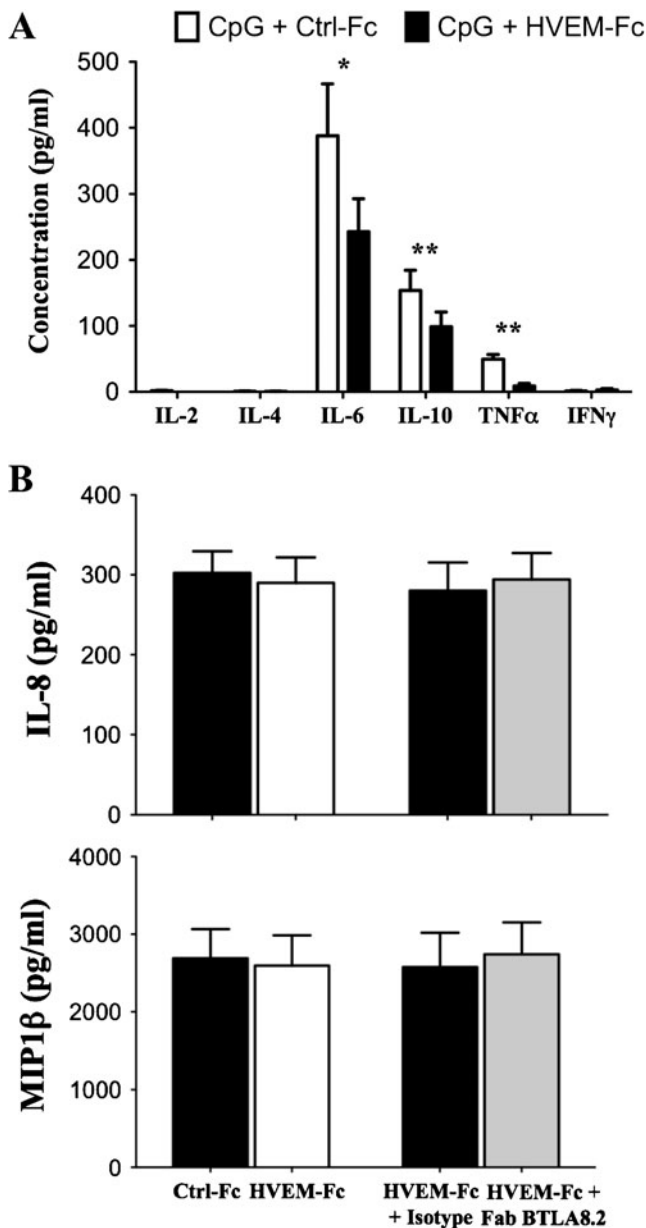 A
CpG + Ctrl-Fc CpG + HVEM-Fc
Concentration (pg/ml)
500
400
300
200
100
0
*
**
**
IL-2 IL-4 IL-6 IL-10 TNFα IFNγ
B
IL-8 (pg/ml)
400
300
200
100
0
MIP1β (pg/ml)
4000
3000
2000
1000
0
Ctrl-Fc HVEM-Fc HVEM-Fc HVEM-Fc +
+ Isotype Fab BTLA8.2